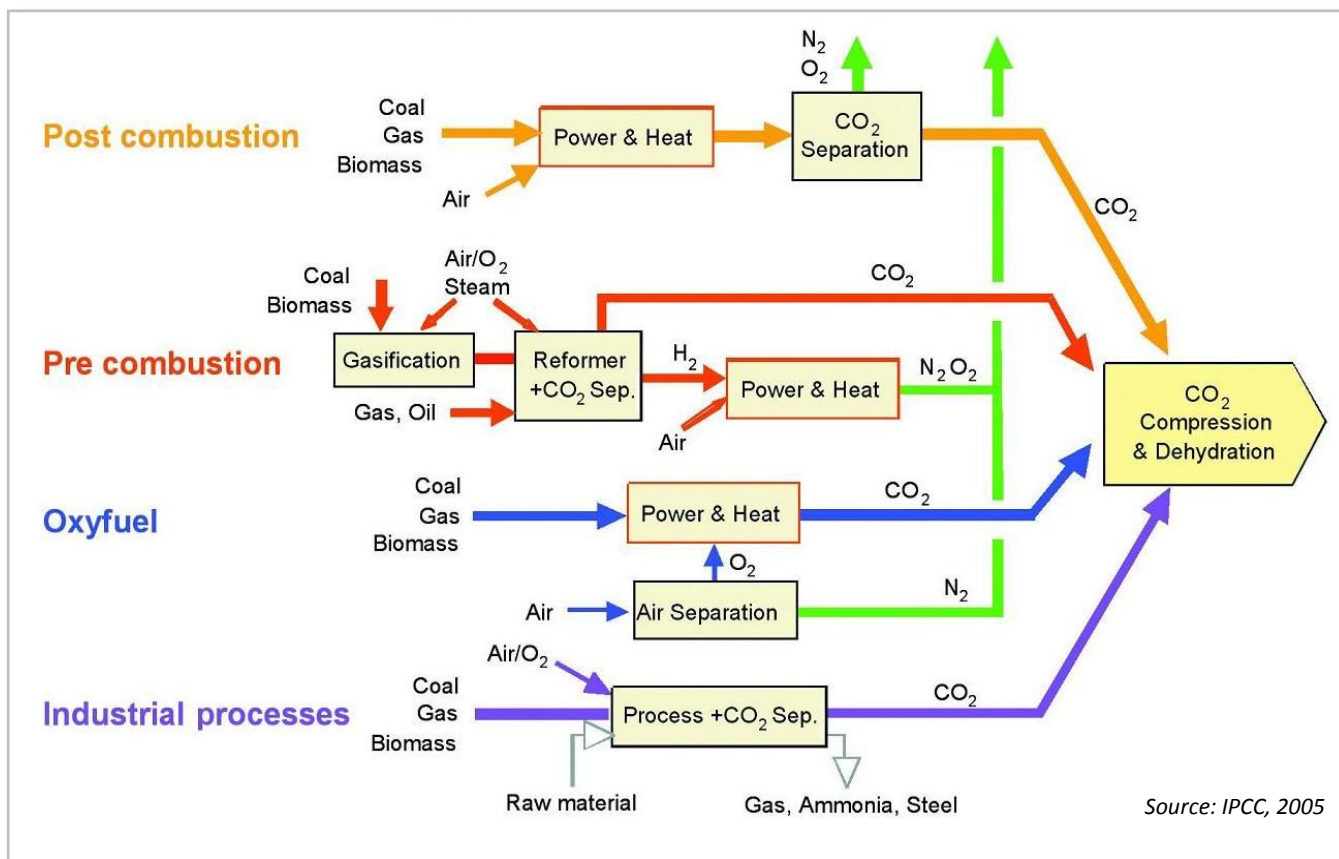 N₂
O₂
Post combustion
Coal
Gas
Biomass
Air
Power & Heat
CO₂
Separation
CO₂
Pre combustion
Coal
Biomass
Air/O₂
Steam
Gasification
Gas, Oil
Reformer
+CO₂ Sep.
CO₂
H₂
Air
Power & Heat
N₂O₂
CO₂
Compression
& Dehydration
Oxyfuel
Coal
Gas
Biomass
Power & Heat
CO₂
O₂
Air
Air Separation
N₂
Industrial processes
Air/O₂
Coal
Gas
Biomass
Process +CO₂ Sep.
CO₂
Raw material
Gas, Ammonia, Steel
Source: IPCC, 2005